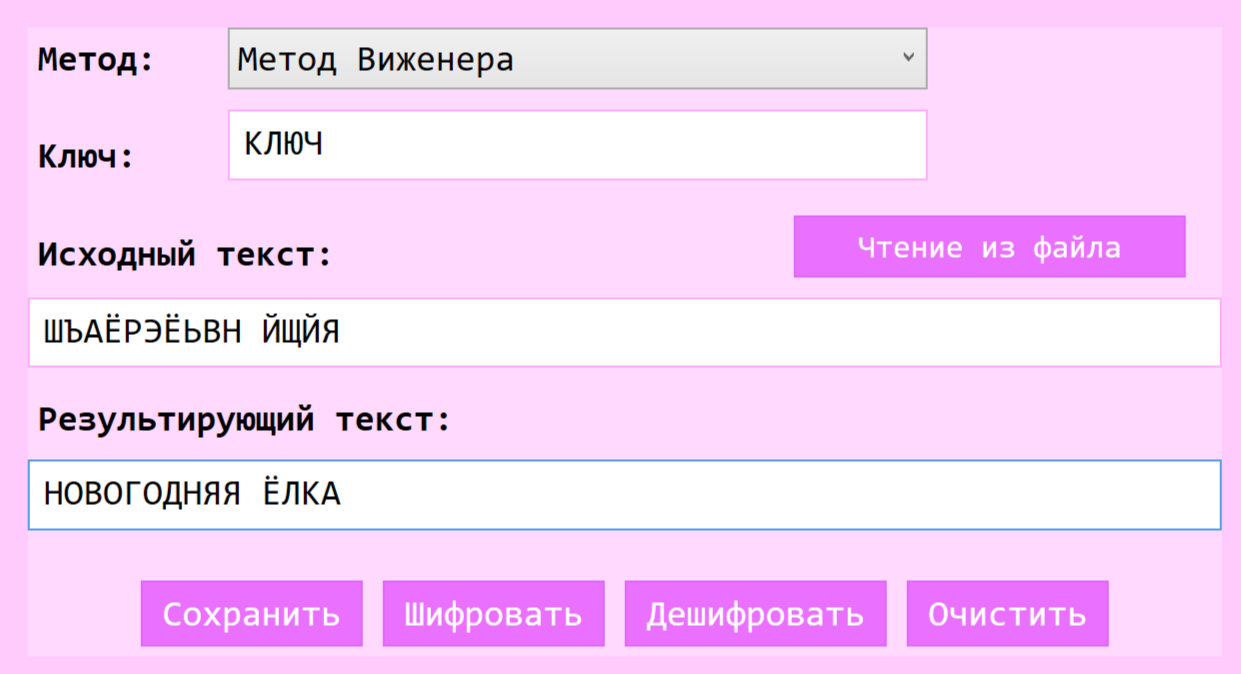 Метод: Метод Виженера
Ключ: КЛЮЧ
Исходный текст: Чтение из файла
ШЪАЁРЭЁЬВН ЙЩЙЯ
Результирующий текст:
НОВОГОДНЯЯ ЁЛКА
Сохранить Шифровать Дешифровать Очистить